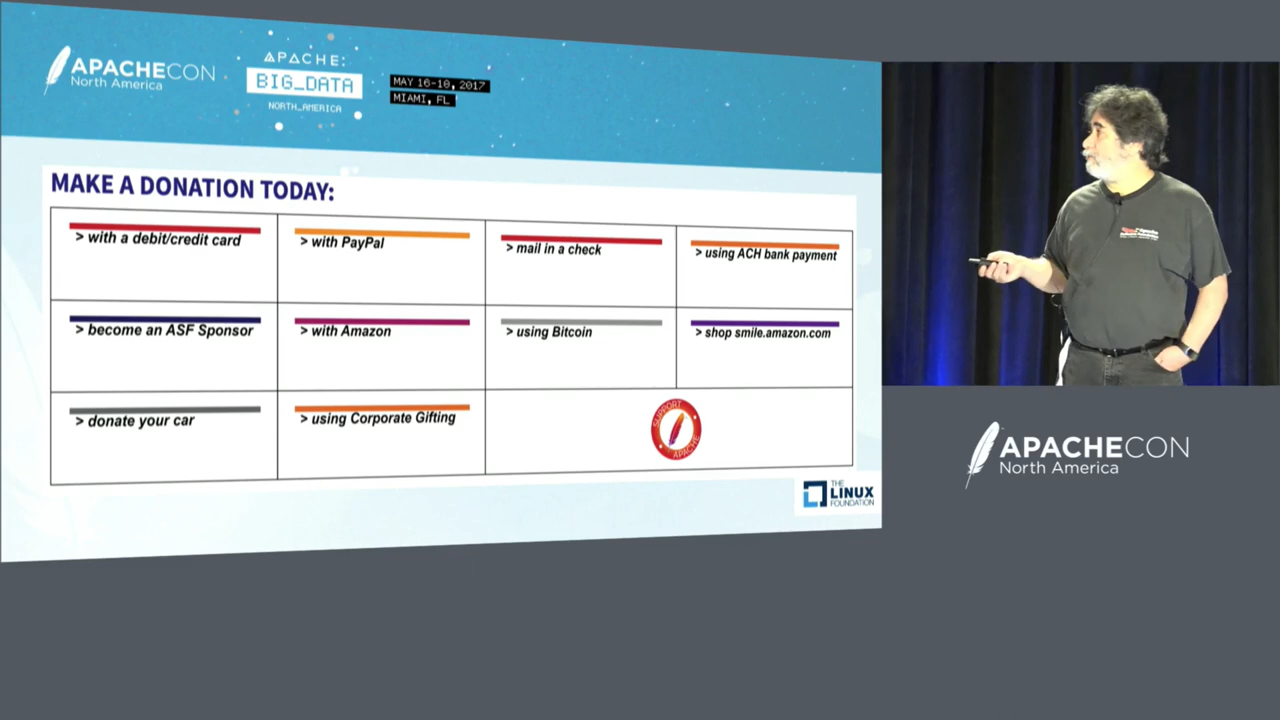 APACHECON
North America
APACHE:
BIG_DATA
NORTH_AMERICA
MAY 16-18, 2017
MIAMI, FL
MAKE A DONATION TODAY:
> with a debit/credit card
> with PayPal
> mail in a check
> using ACH bank payment
> become an ASF Sponsor
> with Amazon
> using Bitcoin
> shop smile.amazon.com
> donate your car
> using Corporate Gifting
SUPPORT
APACHE
THE
LINUX
FOUNDATION
APACHECON
North America